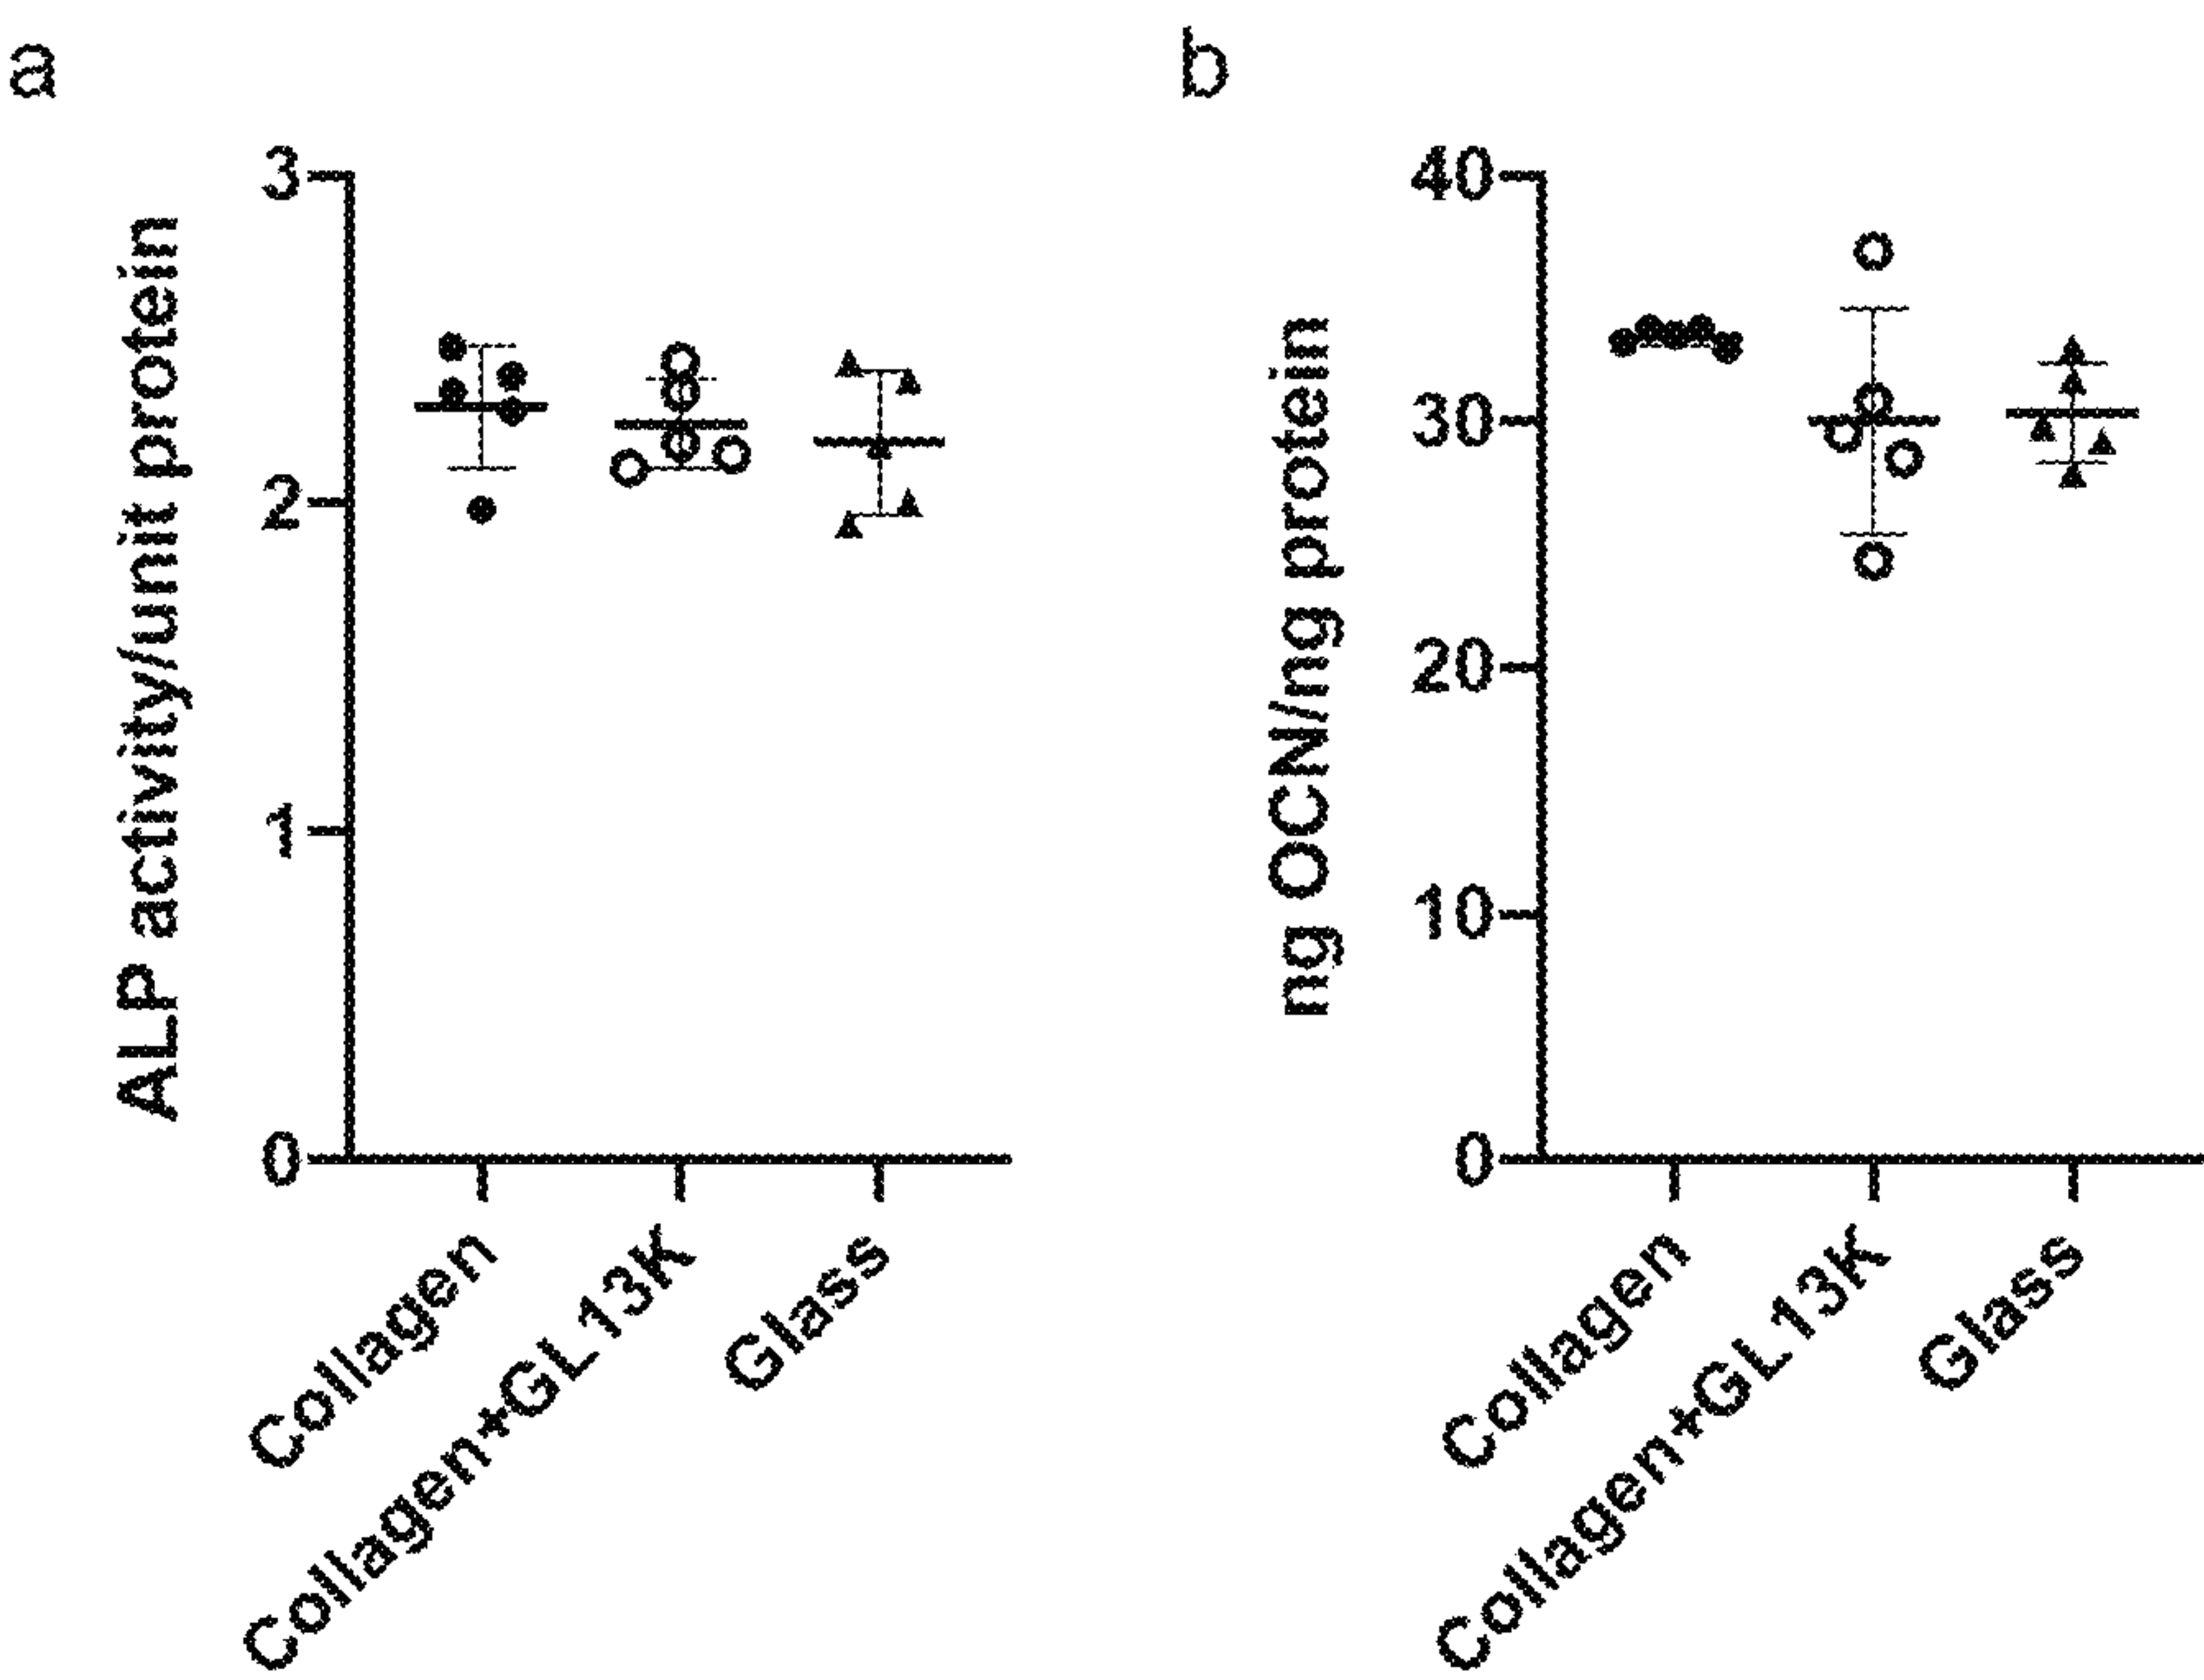 a
ALP activity/unit protein
3
2
1
0
Collagen
Collagen+GL13K
Glass
b
ng OCN/mg protein
40
30
20
10
0
Collagen
Collagen+GL13K
Glass